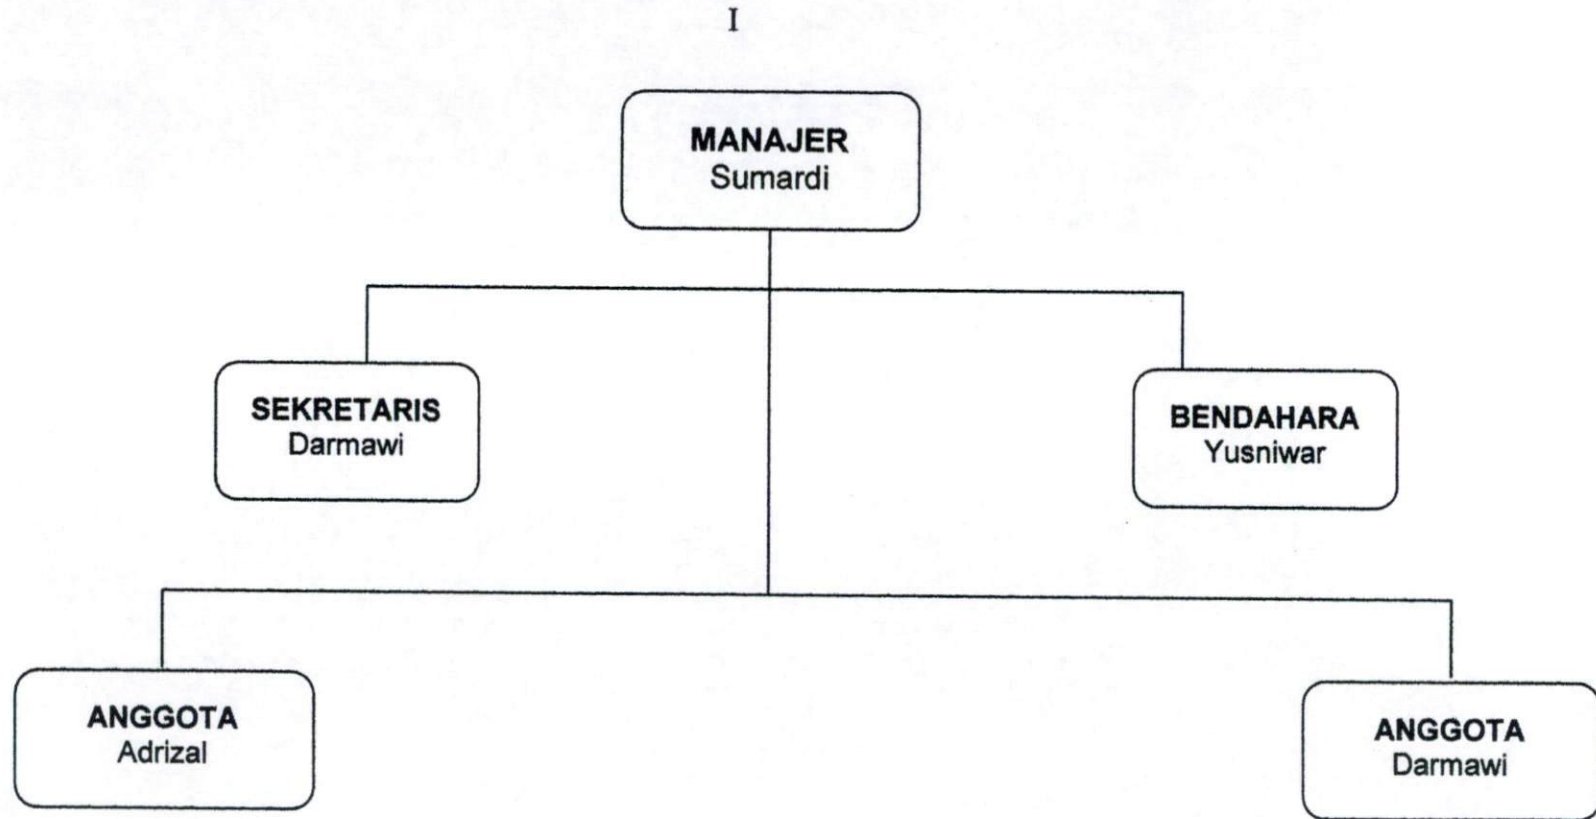 I
MANAJER
Sumardi
SEKRETARIS
Darmawi
BENDAHARA
Yusniwar
ANGGOTA
Adrizal
ANGGOTA
Darmawi